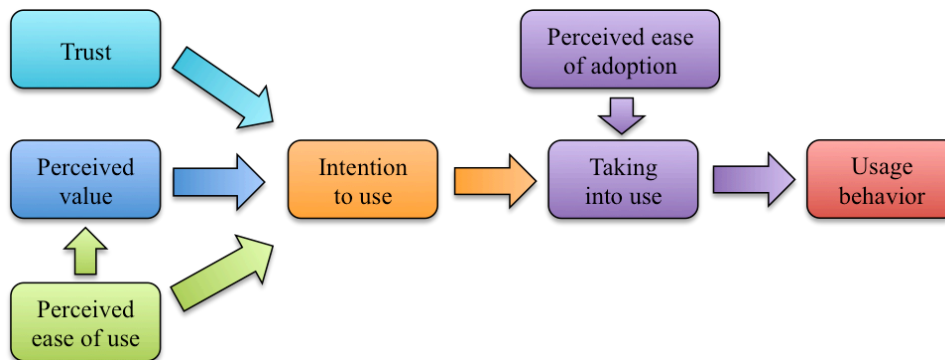 Trust
Perceived ease
of adoption
Perceived
value
Intention
to use
Taking
into use
Usage
behavior
Perceived
ease of use